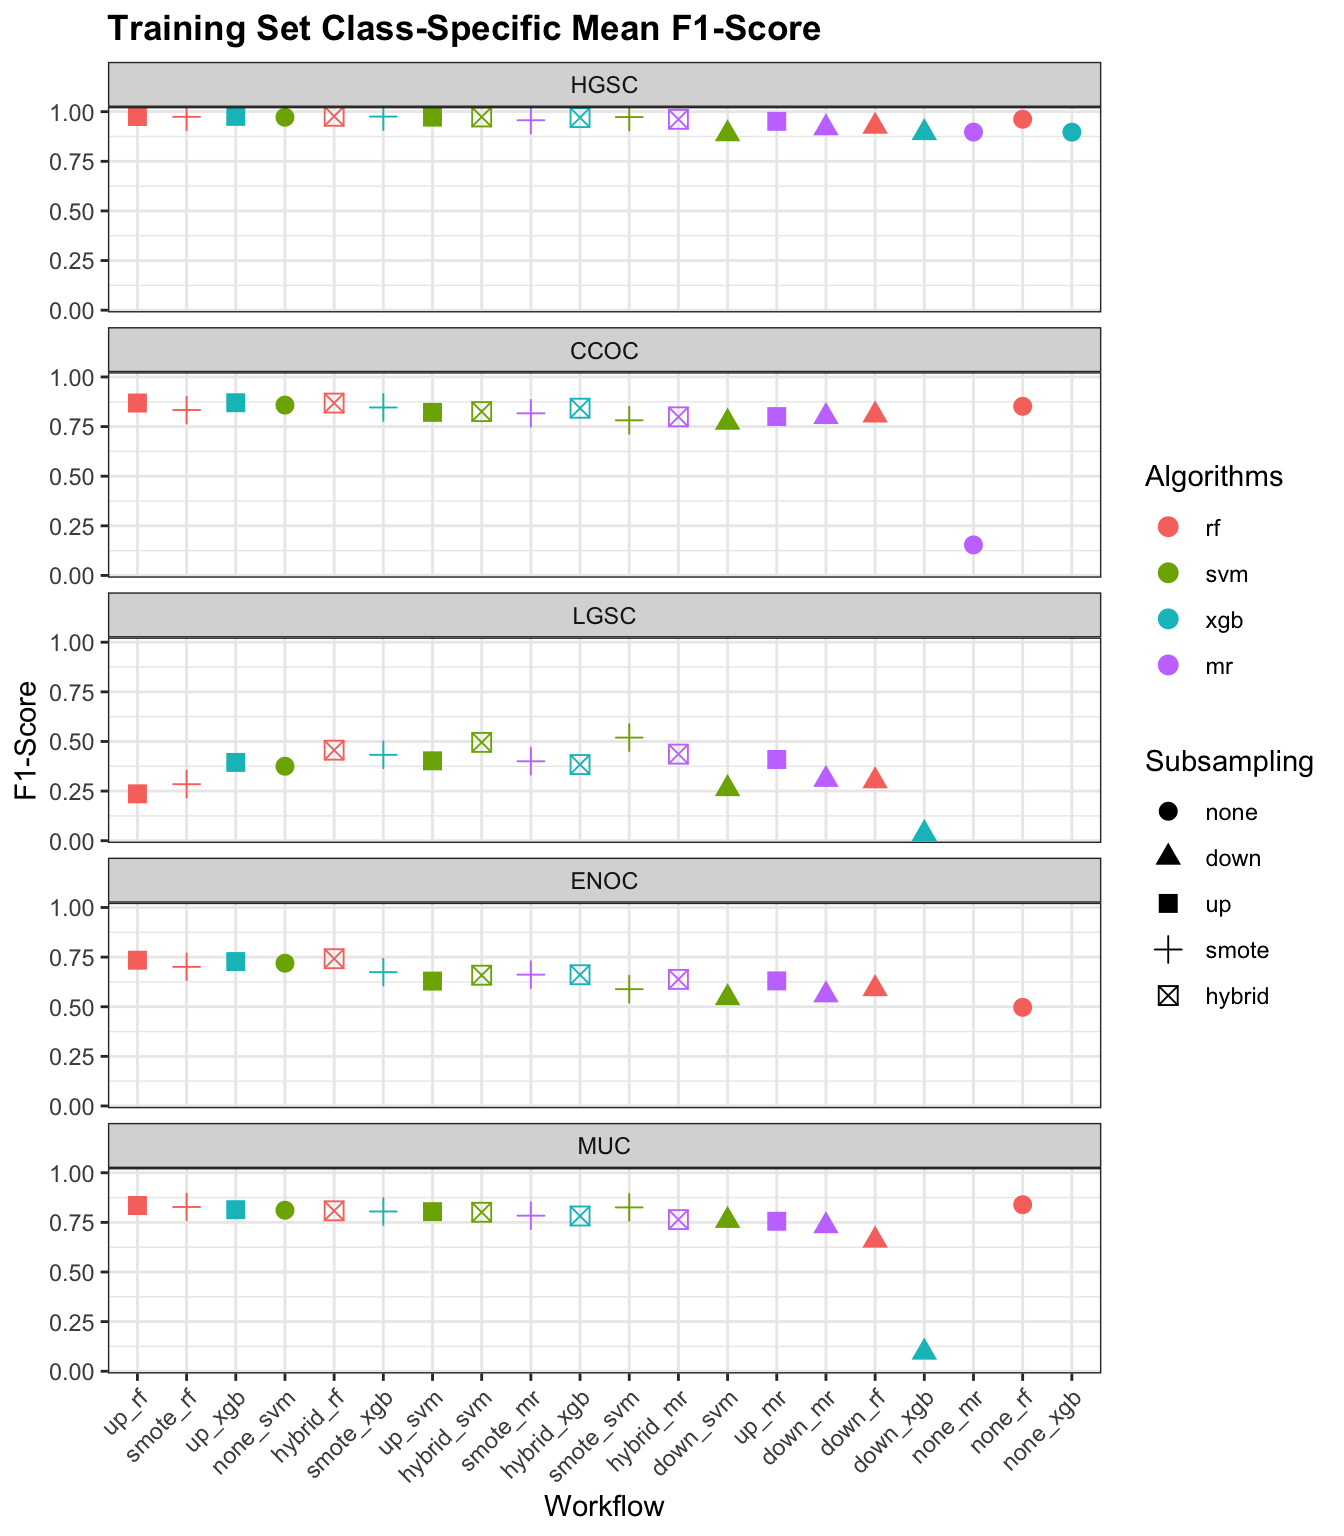 Training Set Class-Specific Mean F1-Score
HGSC
1.00
0.75
0.50
0.25
0.00
CCOC
1.00
0.75
0.50
0.25
0.00
LGSC
1.00
0.75
0.50
0.25
0.00
ENOC
1.00
0.75
0.50
0.25
0.00
MUC
1.00
0.75
0.50
0.25
0.00
F1-Score
up_rf
smote_rf
up_xgb
none_svm
hybrid_rf
smote_xgb
up_svm
hybrid_svm
smote_mr
hybrid_xgb
smote_svm
hybrid_mr
down_svm
up_mr
down_mr
down_rf
down_xgb
none_mr
none_rf
none_xgb
Workflow
Algorithms
rf
svm
xgb
mr
Subsampling
none
down
up
smote
hybrid